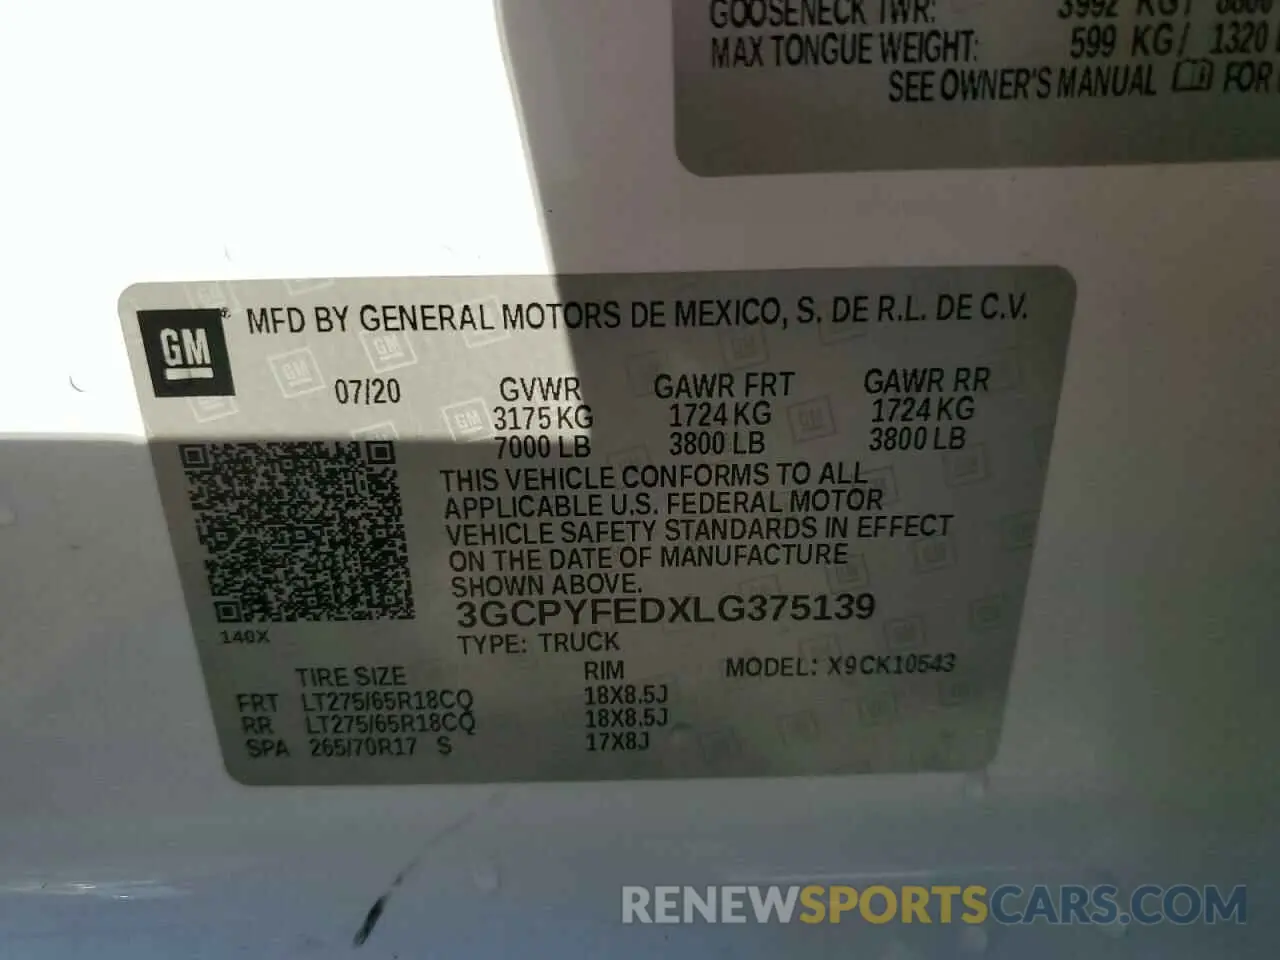 GOOSENECK TWR: 3992 KG/ 8800
MAX TONGUE WEIGHT: 599 KG/ 1320
SEE OWNER'S MANUAL FOR
GM MFD BY GENERAL MOTORS DE MEXICO, S. DE R.L. DE C.V.
07/20 GVWR GAWR FRT GAWR RR
3175 KG 1724 KG 1724 KG
7000 LB 3800 LB 3800 LB
THIS VEHICLE CONFORMS TO ALL
APPLICABLE U.S. FEDERAL MOTOR
VEHICLE SAFETY STANDARDS IN EFFECT
ON THE DATE OF MANUFACTURE
SHOWN ABOVE.
3GCPYFEDXLG375139
140X
TYPE: TRUCK
TIRE SIZE RIM MODEL: X9CK10543
FRT LT275/65R18CQ 18X8.5J
RR LT275/65R18CQ 18X8.5J
SPA 265/70R17 S 17X8J
RENEWSPORTSCARS.COM